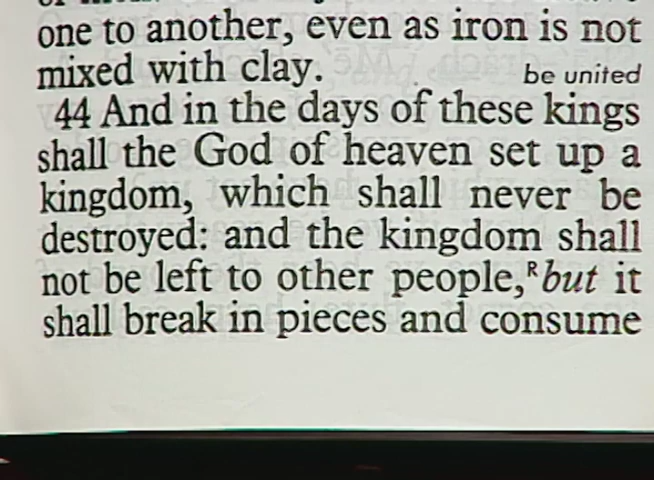 one to another, even as iron is not
mixed with clay. be united
44 And in the days of these kings
shall the God of heaven set up a
kingdom, which shall never be
destroyed: and the kingdom shall
not be left to other people,ᴿ but it
shall break in pieces and consume